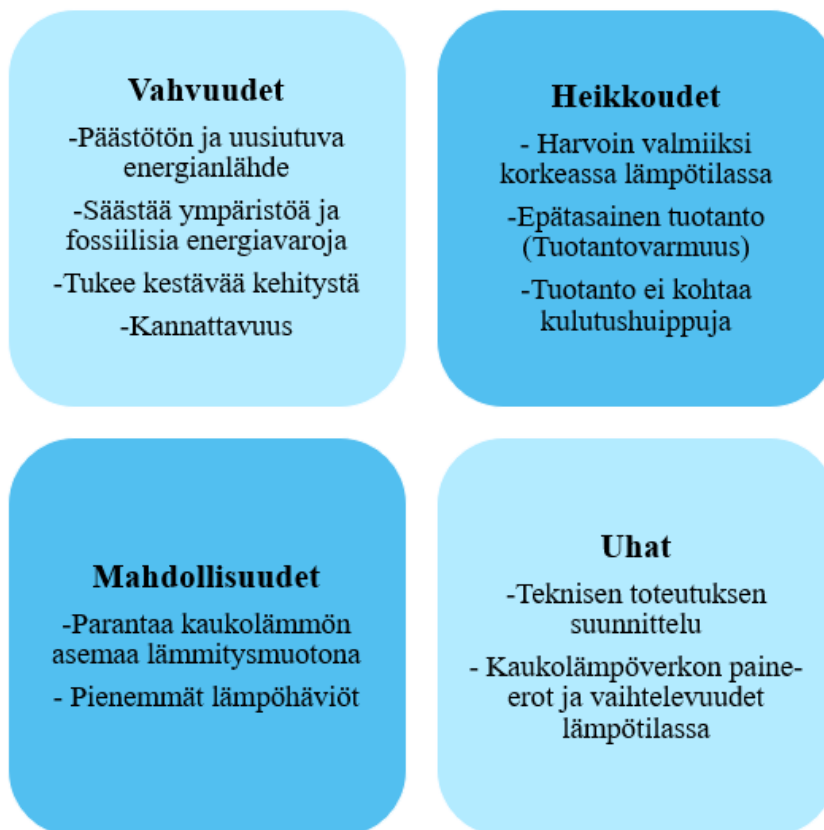 Vahvuudet
-Päästötön ja uusiutuva
energianlähde
-Säästää ympäristöä ja
fossiilisia energiavaroja
-Tukee kestävää kehitystä
-Kannattavuus
Heikkoudet
- Harvoin valmiiksi
korkeassa lämpötilassa
-Epätasainen tuotanto
(Tuotantovarmuus)
-Tuotanto ei kohtaa
kulutushuippuja
Mahdollisuudet
-Parantaa kaukolämmön
asemaa lämmitysmuotona
- Pienemmät lämpöhäviöt
Uhat
-Teknisen toteutuksen
suunnittelu
- Kaukolämpöverkon paine-
erot ja vaihtelevuudet
lämpötilassa